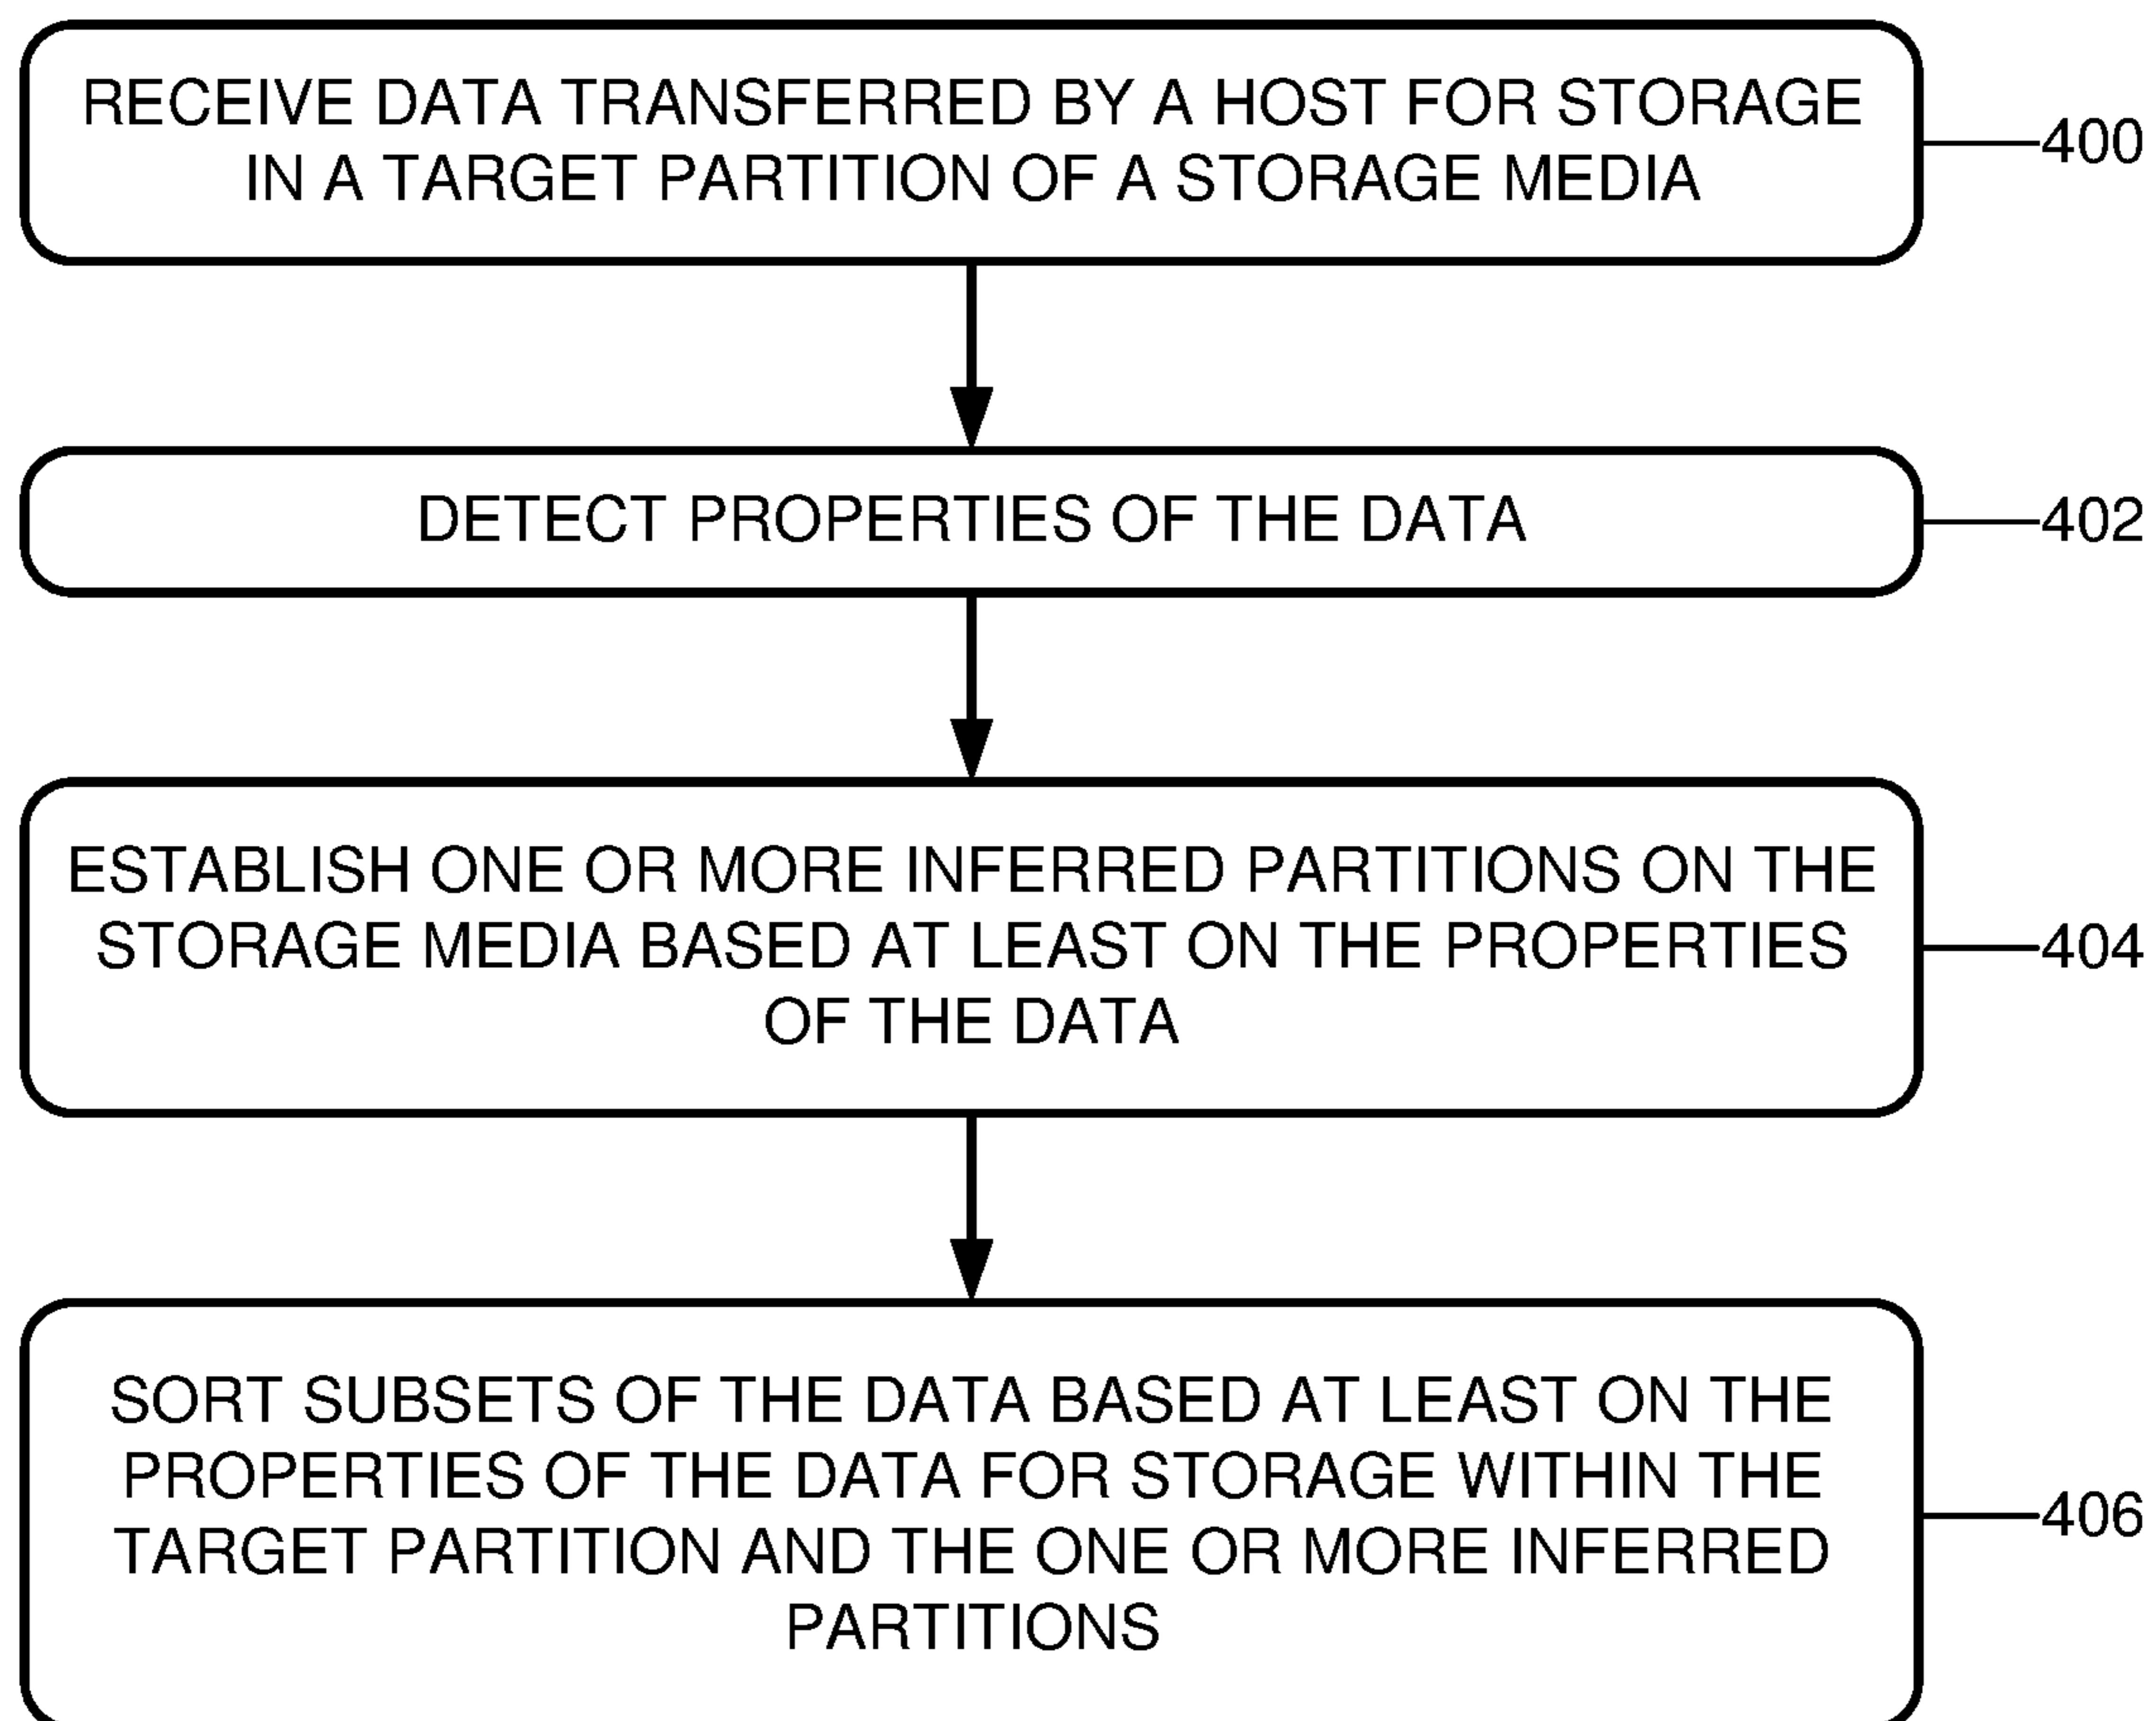 RECEIVE DATA TRANSFERRED BY A HOST FOR STORAGE
IN A TARGET PARTITION OF A STORAGE MEDIA
400
DETECT PROPERTIES OF THE DATA
402
ESTABLISH ONE OR MORE INFERRED PARTITIONS ON THE
STORAGE MEDIA BASED AT LEAST ON THE PROPERTIES
OF THE DATA
404
SORT SUBSETS OF THE DATA BASED AT LEAST ON THE
PROPERTIES OF THE DATA FOR STORAGE WITHIN THE
TARGET PARTITION AND THE ONE OR MORE INFERRED
PARTITIONS
406